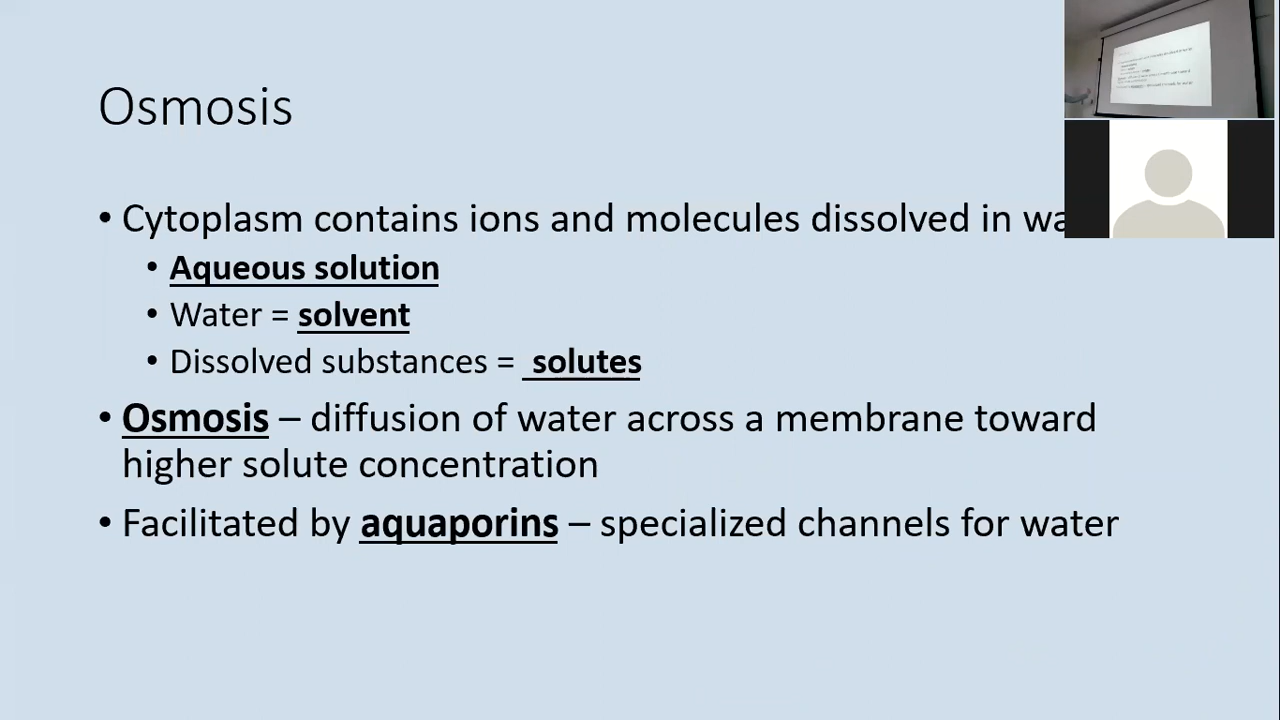 Osmosis
• Cytoplasm contains ions and molecules dissolved in
• Aqueous solution
• Water = solvent
• Dissolved substances = solutes
• Osmosis – diffusion of water across a membrane toward
higher solute concentration
• Facilitated by aquaporins – specialized channels for water